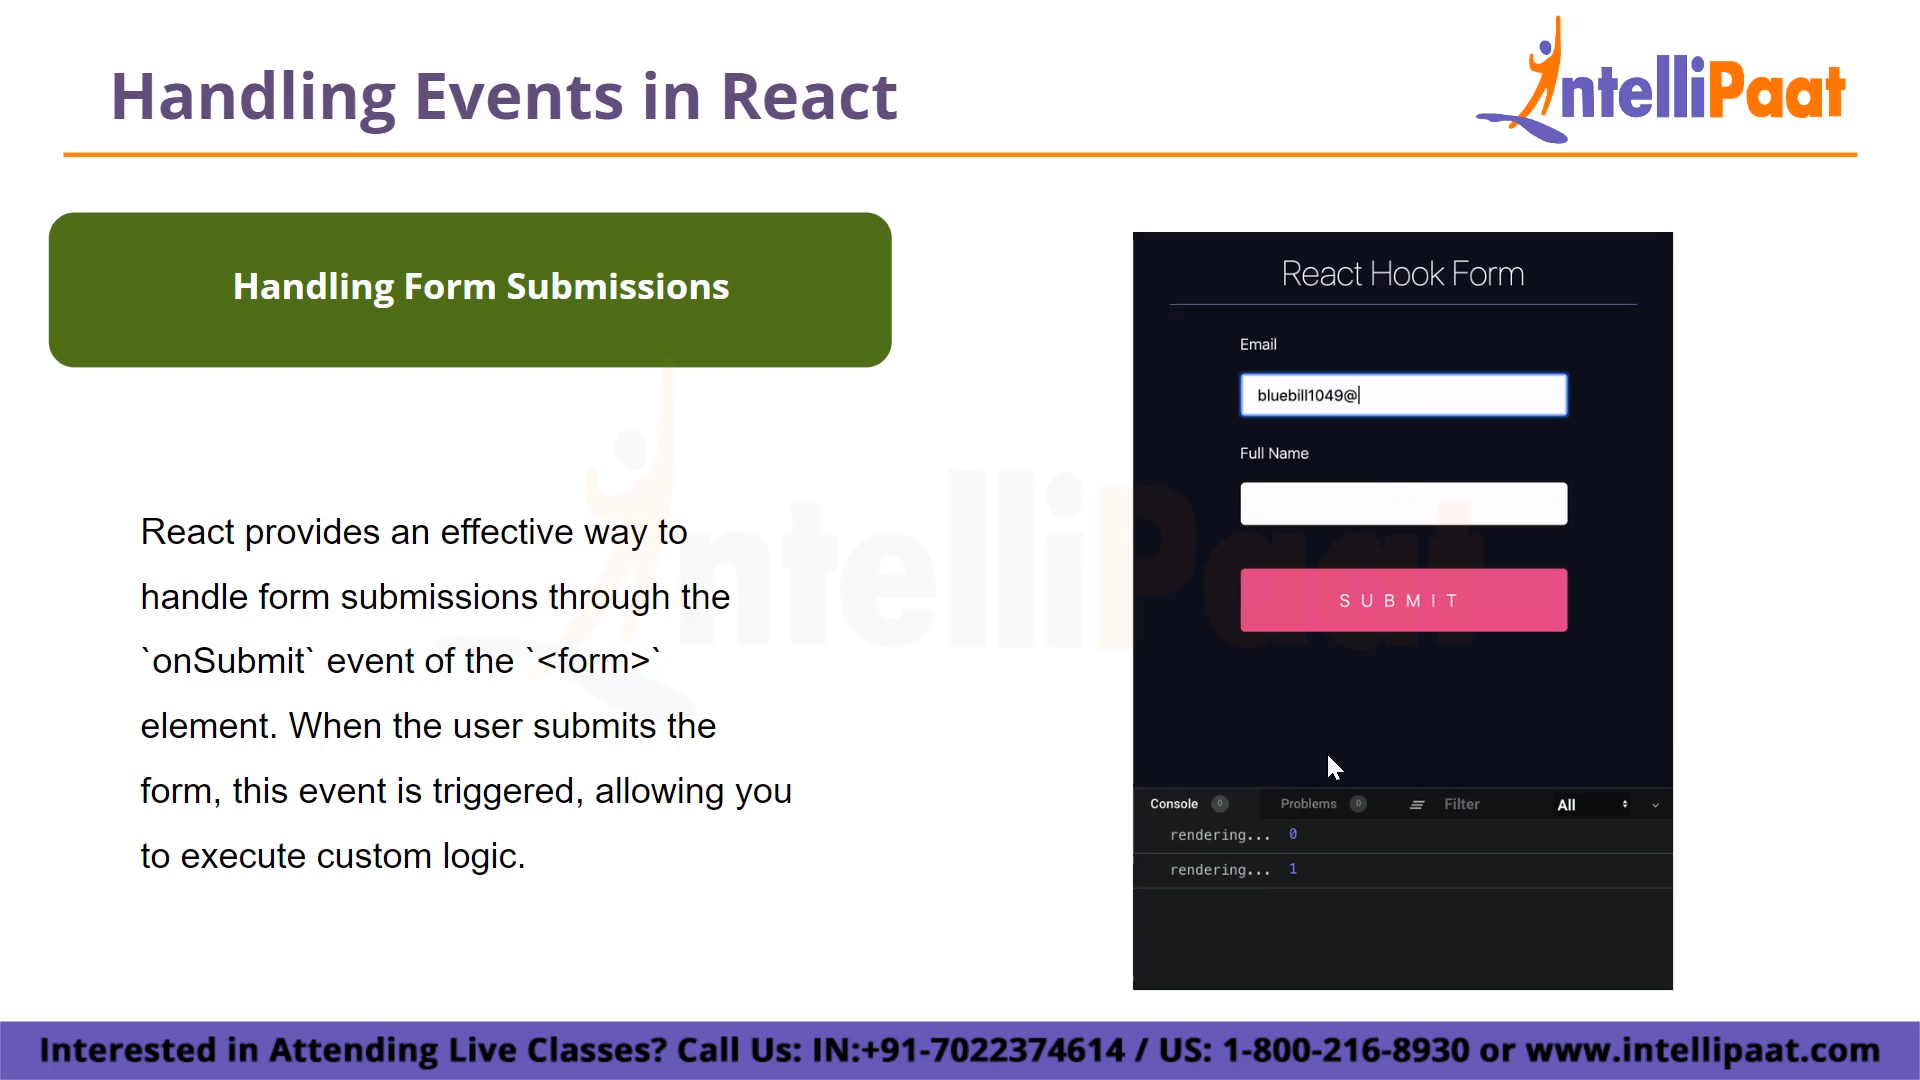 Handling Events in React
IntelliPaat
Handling Form Submissions
React provides an effective way to
handle form submissions through the
`onSubmit` event of the `<form>`
element. When the user submits the
form, this event is triggered, allowing you
to execute custom logic.
React Hook Form
Email
bluebill1049@
Full Name
SUBMIT
Console 0 Problems 0 Filter All
rendering... 0
rendering... 1
IntelliPaat
Interested in Attending Live Classes? Call Us: IN:+91-7022374614 / US: 1-800-216-8930 or www.intellipaat.com